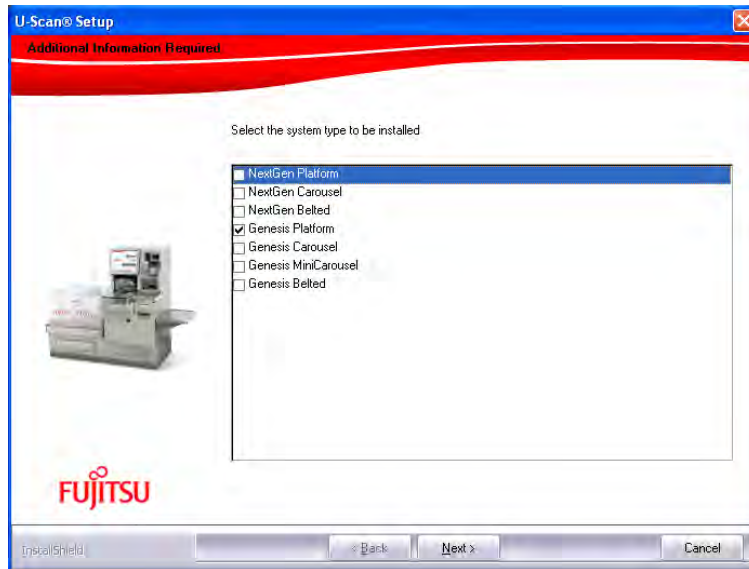 U-Scan® Setup
Additional Information Required
Select the system type to be installed
NextGen Platform
NextGen Carousel
NextGen Belted
Genesis Platform
Genesis Carousel
Genesis MiniCarousel
Genesis Belted
FUJITSU
InstallShield
< Back
Next >
Cancel